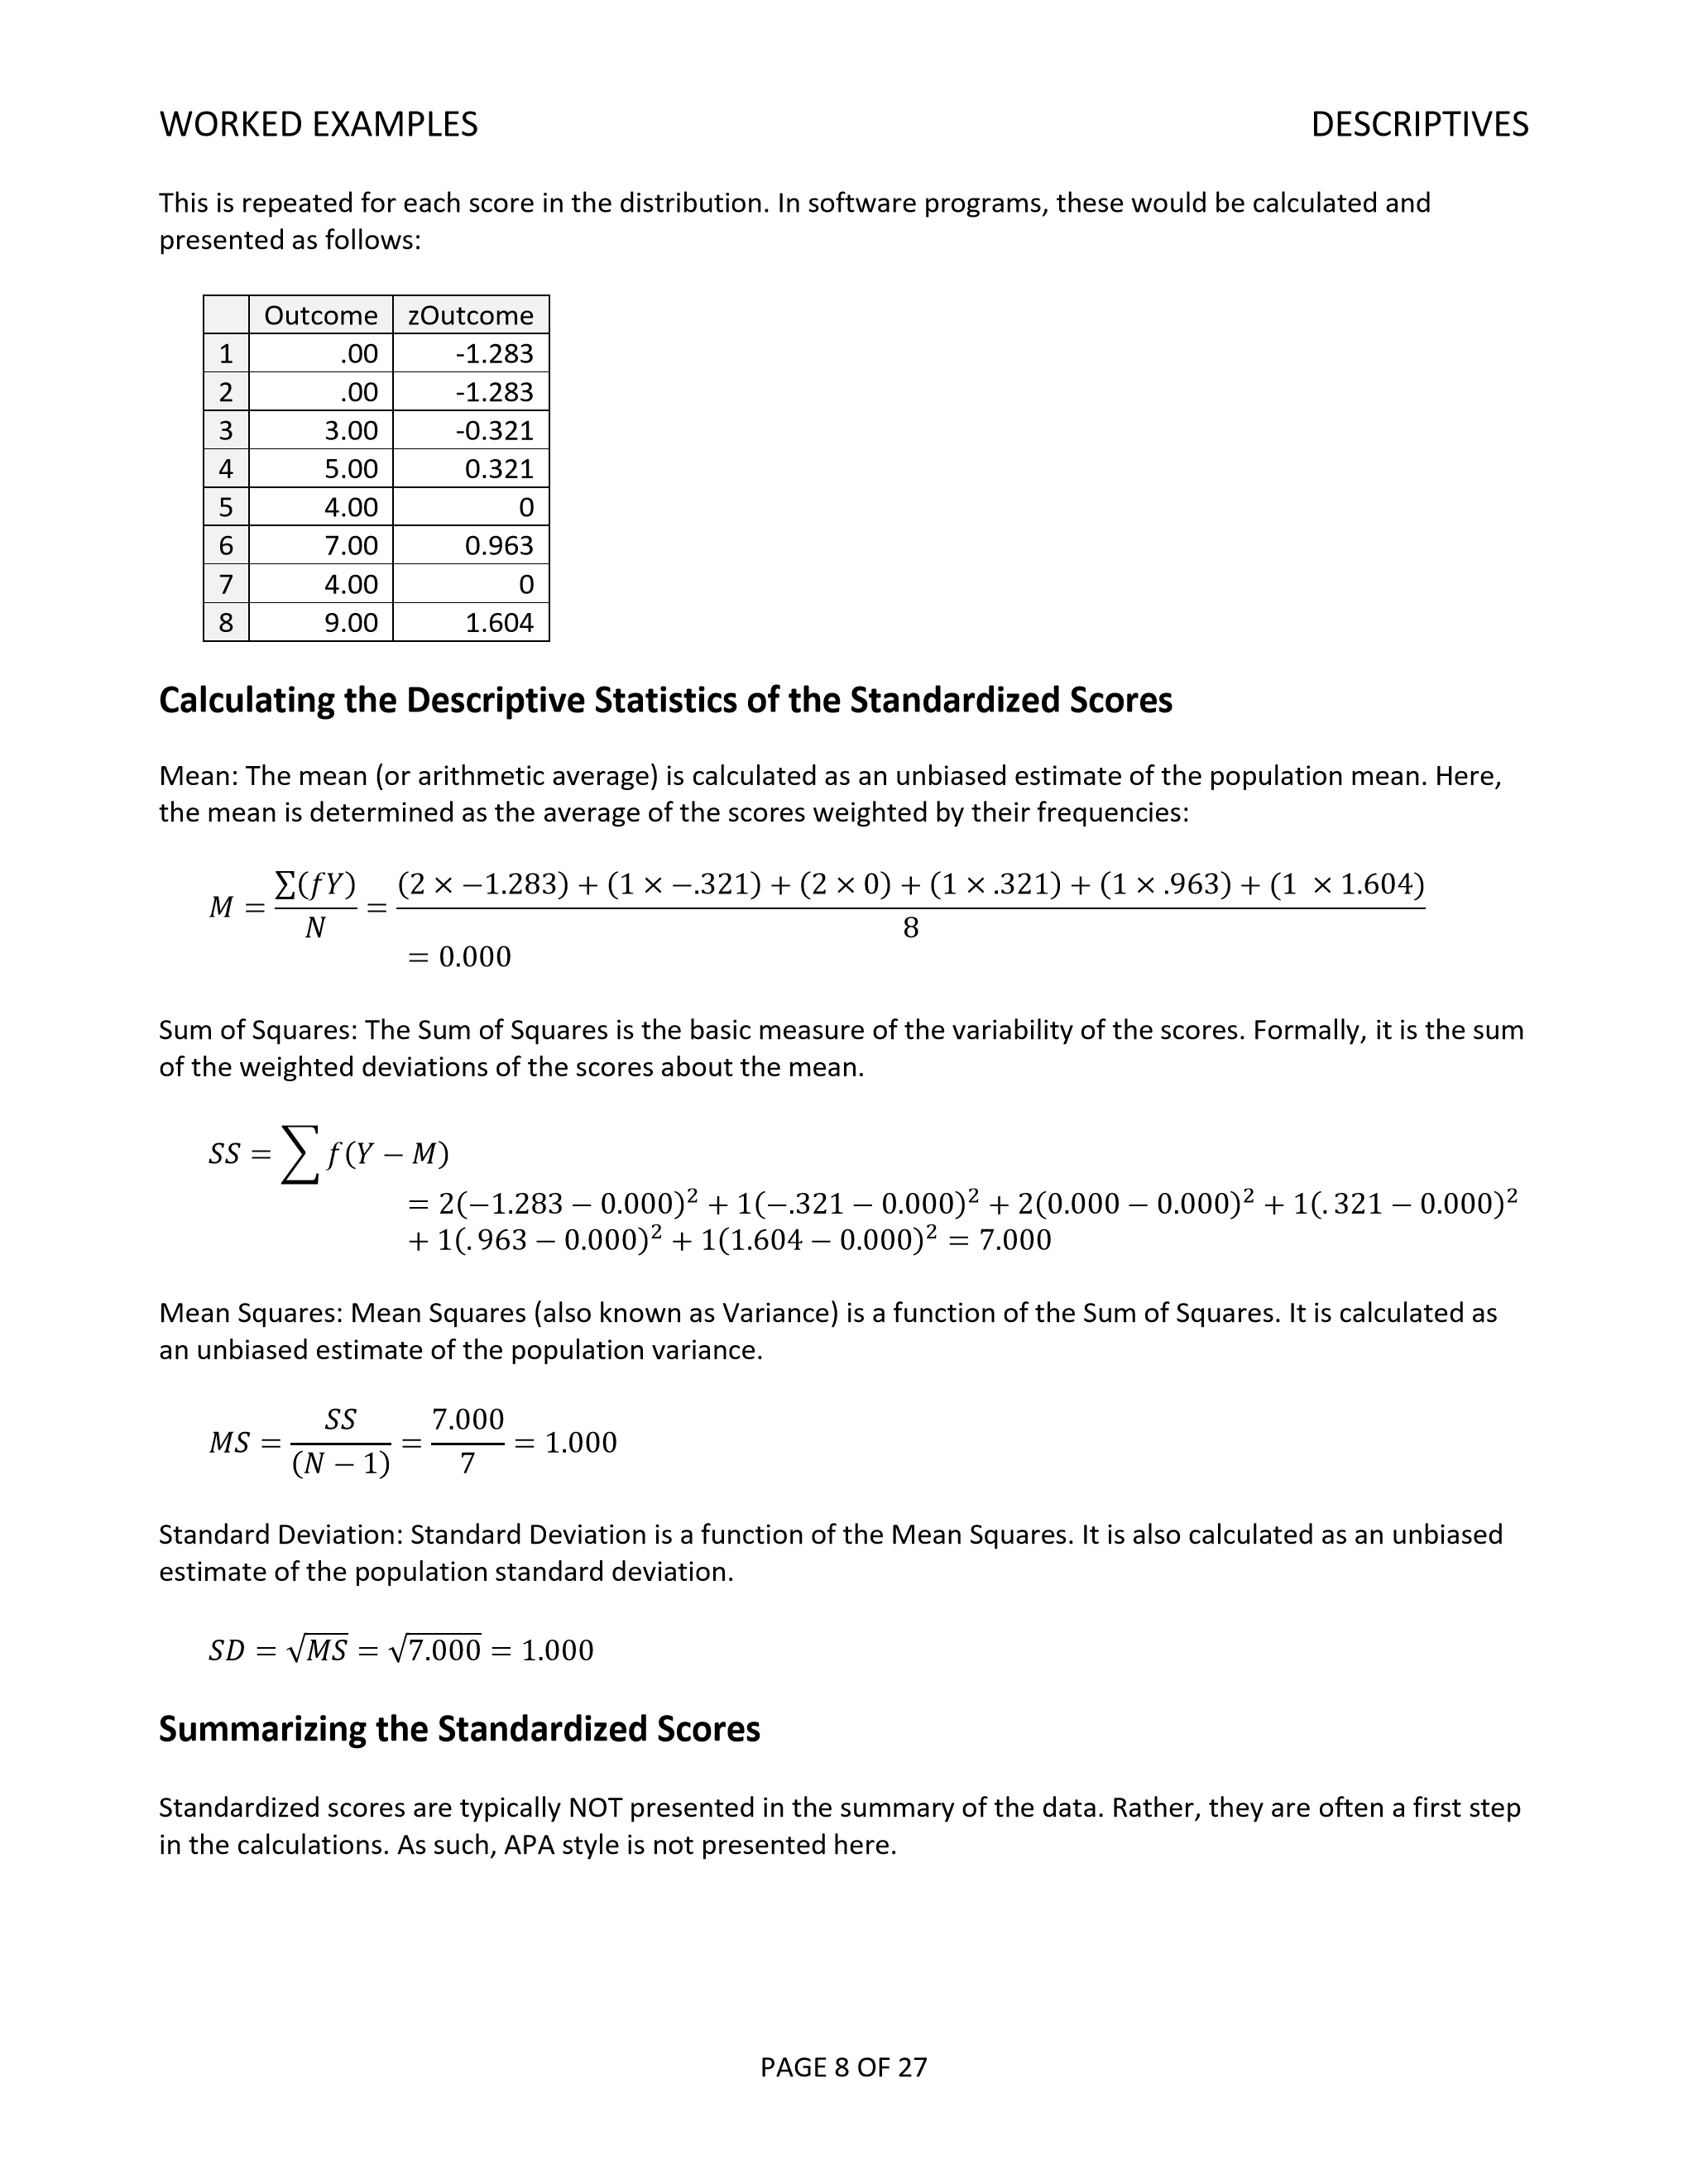 WORKED EXAMPLES DESCRIPTIVES
This is repeated for each score in the distribution. In software programs, these would be calculated and
presented as follows:
Outcome zOutcome
1 .00 -1.283
2 .00 -1.283
3 3.00 -0.321
4 5.00 0.321
5 4.00 0
6 7.00 0.963
7 4.00 0
8 9.00 1.604
Calculating the Descriptive Statistics of the Standardized Scores
Mean: The mean (or arithmetic average) is calculated as an unbiased estimate of the population mean. Here,
the mean is determined as the average of the scores weighted by their frequencies:
M = ∑(fY) / N = (2 × −1.283) + (1 × −.321) + (2 × 0) + (1 × .321) + (1 × .963) + (1 × 1.604) / 8
= 0.000
Sum of Squares: The Sum of Squares is the basic measure of the variability of the scores. Formally, it is the sum
of the weighted deviations of the scores about the mean.
SS = ∑ f(Y − M)
= 2(−1.283 − 0.000)² + 1(−.321 − 0.000)² + 2(0.000 − 0.000)² + 1(.321 − 0.000)²
+ 1(.963 − 0.000)² + 1(1.604 − 0.000)² = 7.000
Mean Squares: Mean Squares (also known as Variance) is a function of the Sum of Squares. It is calculated as
an unbiased estimate of the population variance.
MS = SS / (N − 1) = 7.000 / 7 = 1.000
Standard Deviation: Standard Deviation is a function of the Mean Squares. It is also calculated as an unbiased
estimate of the population standard deviation.
SD = √MS = √7.000 = 1.000
Summarizing the Standardized Scores
Standardized scores are typically NOT presented in the summary of the data. Rather, they are often a first step
in the calculations. As such, APA style is not presented here.
PAGE 8 OF 27